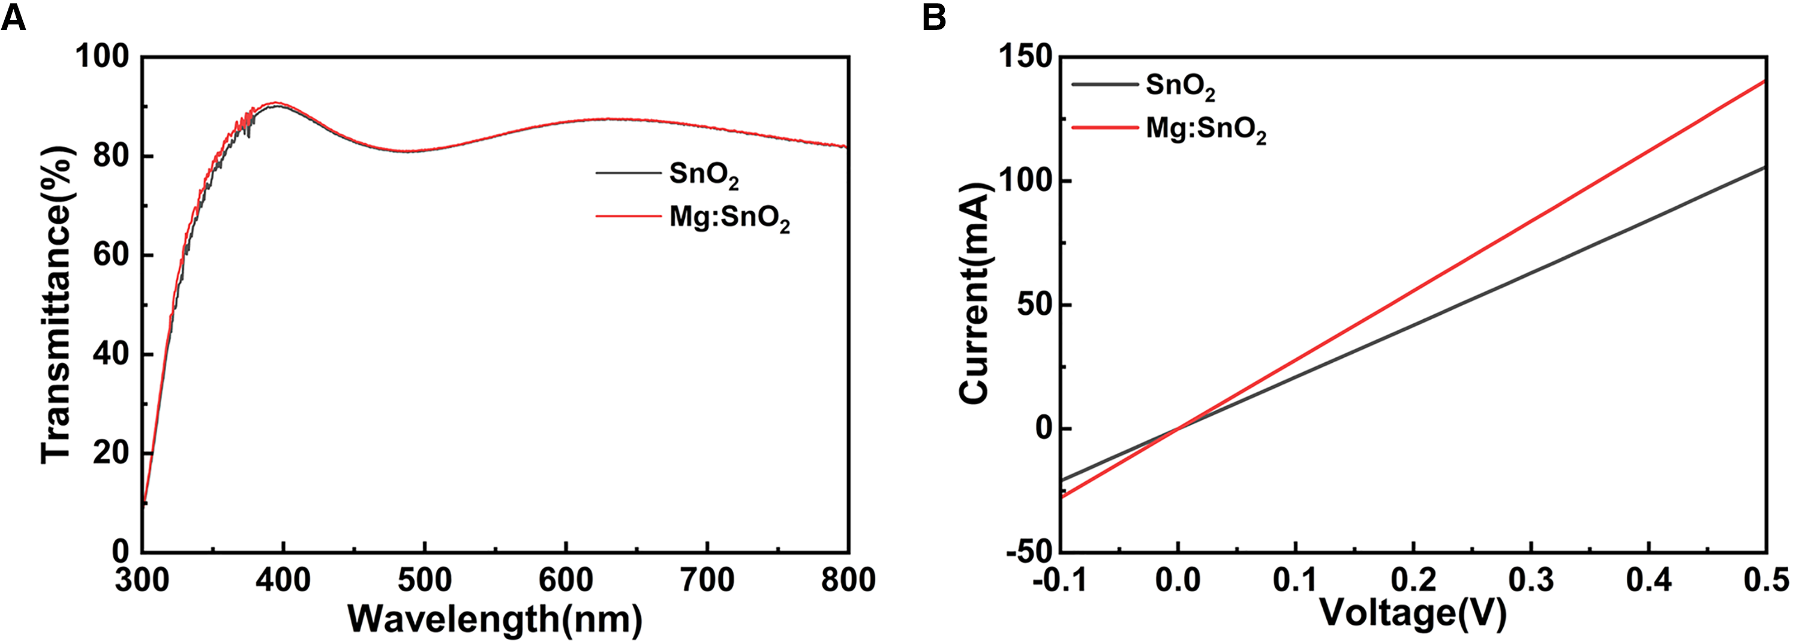 A
100
80
60
40
20
0
Transmittance(%)
SnO2
Mg:SnO2
300 400 500 600 700 800
Wavelength(nm)
B
150
100
50
0
-50
Current(mA)
SnO2
Mg:SnO2
-0.1 0.0 0.1 0.2 0.3 0.4 0.5
Voltage(V)